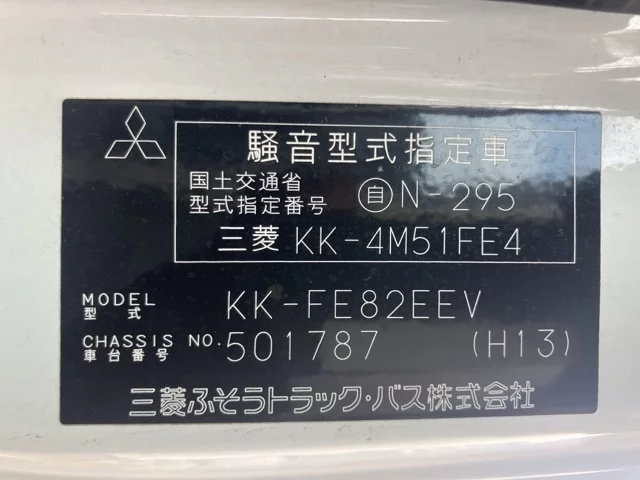 騒音型式指定車
国土交通省
型式指定番号 自 N-295
三菱 KK-4M51FE4
MODEL
型式 KK-FE82EEV
CHASSIS NO.
車台番号 501787 (H13)
三菱ふそうトラック・バス株式会社